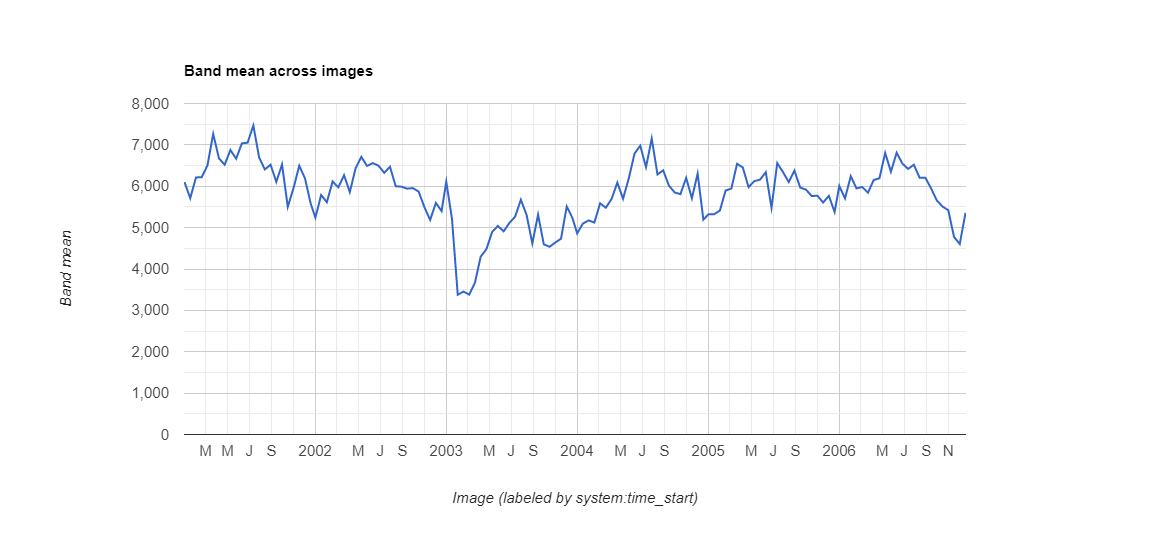 Band mean across images
8,000
7,000
6,000
5,000
4,000
3,000
2,000
1,000
0
Band mean
M M J S 2002 M J S 2003 M J S 2004 M J S 2005 M J S 2006 M J S N
Image (labeled by system:time_start)